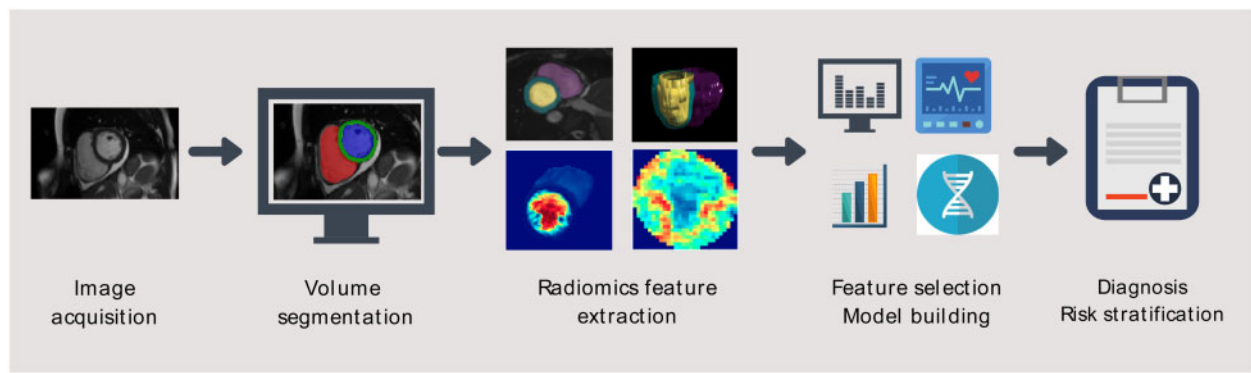 Image
acquisition
Volume
segmentation
Radiomics feature
extraction
Feature selection
Model building
Diagnosis
Risk stratification